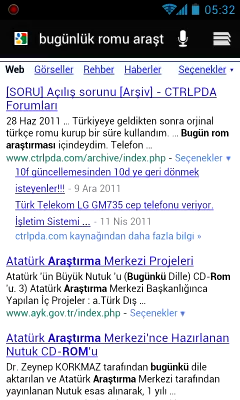 05:32
bugünlük romu araşt
Web Görseller Rehber Haberler Seçenekler
[SORU] Açılış sorunu [Arşiv] - CTRLPDA
Forumları
28 Haz 2011 ... Türkiyeye geldikten sonra orjinal
türkçe romu kurup bir süre kullandım. ... Bugün rom
araştırması içindeydim. Telefon ...
www.ctrlpda.com/archive/index.php - Seçenekler
10f güncellemesinden 10d ye geri dönmek
isteyenler!!! - 9 Ara 2011
Türk Telekom LG GM735 cep telefonu veriyor.
İşletim Sistemi ... - 11 Nis 2011
ctrlpda.com kaynağından daha fazla bilgi »
Atatürk Araştırma Merkezi Projeleri
Atatürk 'ün Büyük Nutuk 'u (Bugünkü Dille) CD-Rom
'u. 3) Atatürk Araştırma Merkezi Başkanlığınca
Yapılan İç Projeler : a.Türk Dış ...
www.ayk.gov.tr/index.php - Seçenekler
Atatürk Araştırma Merkezi'nce Hazırlanan
Nutuk CD-ROM'u
Dr. Zeynep KORKMAZ tarafından bugünkü dile
aktarılan ve Atatürk Araştırma Merkezi tarafından
yayınlanan Nutuk esas alınarak, 1 yılı ...